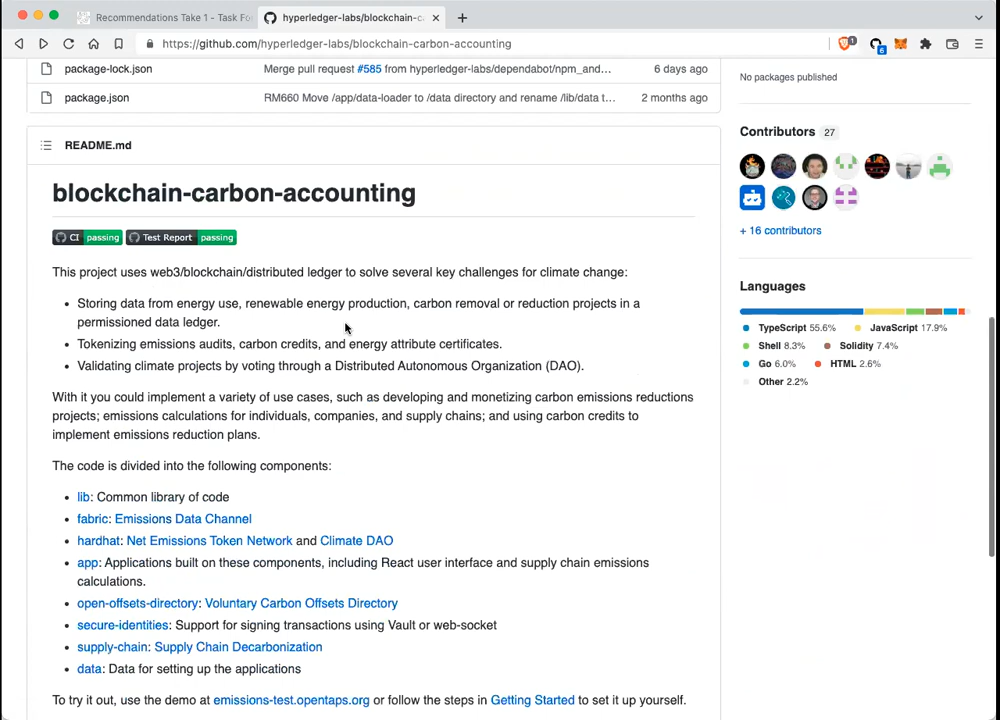 Recommendations Take 1 - Task Fo
hyperledger-labs/blockchain-c
https://github.com/hyperledger-labs/blockchain-carbon-accounting
1
6
package-lock.json Merge pull request #585 from hyperledger-labs/dependabot/npm_and... 6 days ago
package.json RM660 Move /app/data-loader to /data directory and rename /lib/data t... 2 months ago
No packages published
Contributors 27
+ 16 contributors
Languages
TypeScript 55.6% JavaScript 17.9%
Shell 8.3% Solidity 7.4%
Go 6.0% HTML 2.6%
Other 2.2%
README.md
blockchain-carbon-accounting
CI passing Test Report passing
This project uses web3/blockchain/distributed ledger to solve several key challenges for climate change:
• Storing data from energy use, renewable energy production, carbon removal or reduction projects in a
permissioned data ledger.
• Tokenizing emissions audits, carbon credits, and energy attribute certificates.
• Validating climate projects by voting through a Distributed Autonomous Organization (DAO).
With it you could implement a variety of use cases, such as developing and monetizing carbon emissions reductions
projects; emissions calculations for individuals, companies, and supply chains; and using carbon credits to
implement emissions reduction plans.
The code is divided into the following components:
• lib: Common library of code
• fabric: Emissions Data Channel
• hardhat: Net Emissions Token Network and Climate DAO
• app: Applications built on these components, including React user interface and supply chain emissions
calculations.
• open-offsets-directory: Voluntary Carbon Offsets Directory
• secure-identities: Support for signing transactions using Vault or web-socket
• supply-chain: Supply Chain Decarbonization
• data: Data for setting up the applications
To try it out, use the demo at emissions-test.opentaps.org or follow the steps in Getting Started to set it up yourself.